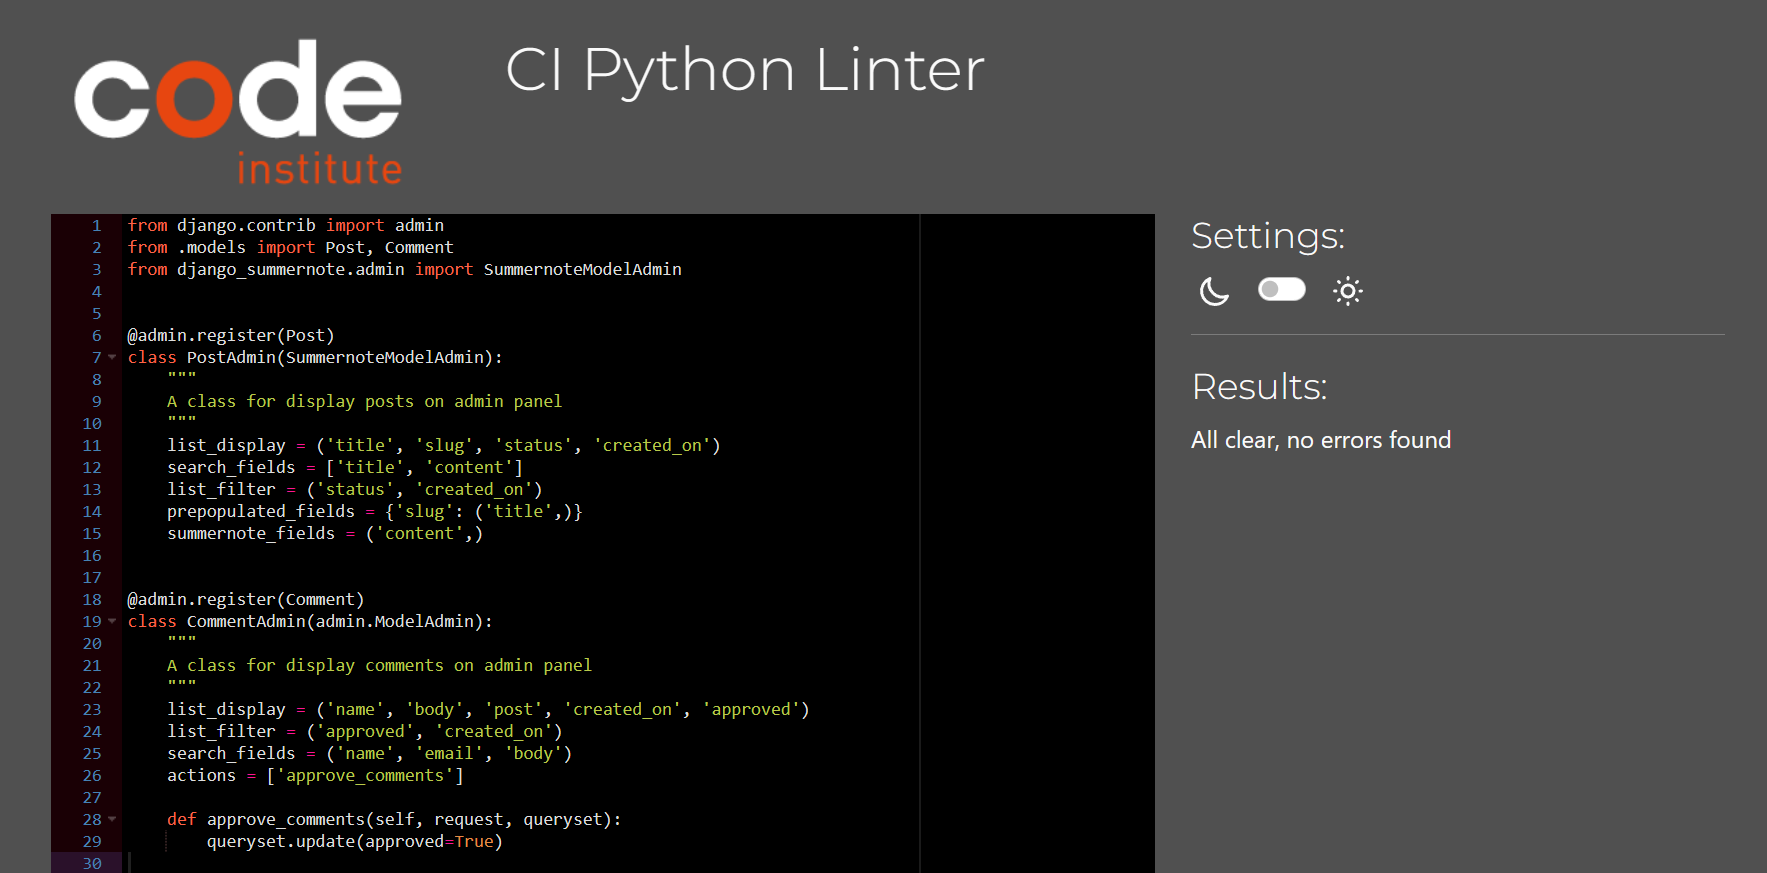 code
institute
CI Python Linter
1 from django.contrib import admin
2 from .models import Post, Comment
3 from django_summernote.admin import SummernoteModelAdmin
4
5
6 @admin.register(Post)
7 class PostAdmin(SummernoteModelAdmin):
8     """
9     A class for display posts on admin panel
10     """
11     list_display = ('title', 'slug', 'status', 'created_on')
12     search_fields = ['title', 'content']
13     list_filter = ('status', 'created_on')
14     prepopulated_fields = {'slug': ('title',)}
15     summernote_fields = ('content',)
16
17
18 @admin.register(Comment)
19 class CommentAdmin(admin.ModelAdmin):
20     """
21     A class for display comments on admin panel
22     """
23     list_display = ('name', 'body', 'post', 'created_on', 'approved')
24     list_filter = ('approved', 'created_on')
25     search_fields = ('name', 'email', 'body')
26     actions = ['approve_comments']
27
28     def approve_comments(self, request, queryset):
29         queryset.update(approved=True)
30
Settings:
Results:
All clear, no errors found